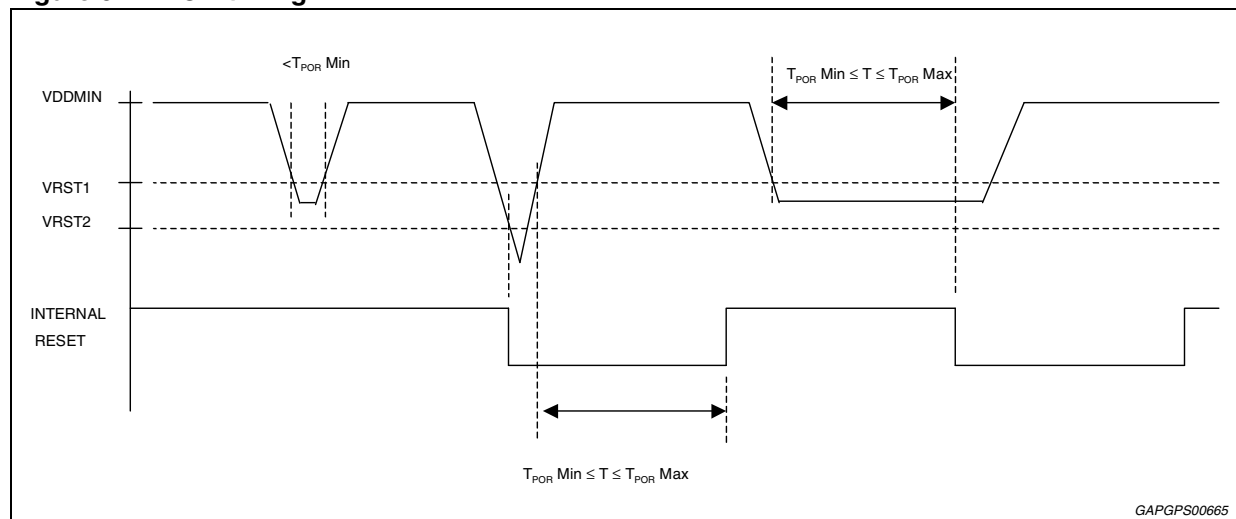 <T_POR Min
T_POR Min ≤ T ≤ T_POR Max
VDDMIN
VRST1
VRST2
INTERNAL
RESET
T_POR Min ≤ T ≤ T_POR Max
GAPGPS00665